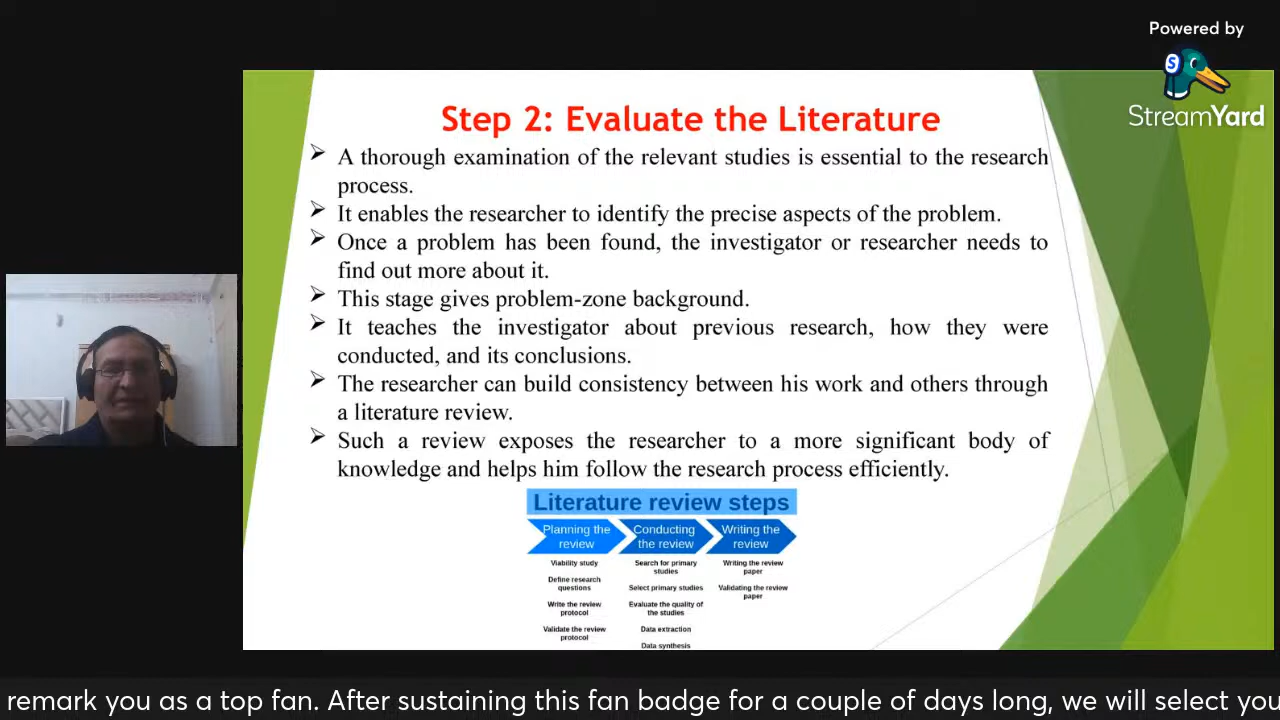 Powered by
StreamYard
Step 2: Evaluate the Literature
A thorough examination of the relevant studies is essential to the research
process.
It enables the researcher to identify the precise aspects of the problem.
Once a problem has been found, the investigator or researcher needs to
find out more about it.
This stage gives problem-zone background.
It teaches the investigator about previous research, how they were
conducted, and its conclusions.
The researcher can build consistency between his work and others through
a literature review.
Such a review exposes the researcher to a more significant body of
knowledge and helps him follow the research process efficiently.
Literature review steps
Planning the
review
Viability study
Define research
questions
Write the review
protocol
Validate the review
protocol
Conducting
the review
Search for primary
studies
Select primary studies
Evaluate the quality of
the studies
Data extraction
Data synthesis
Writing the
review
Writing the review
paper
Validating the review
paper
remark you as a top fan. After sustaining this fan badge for a couple of days long, we will select you